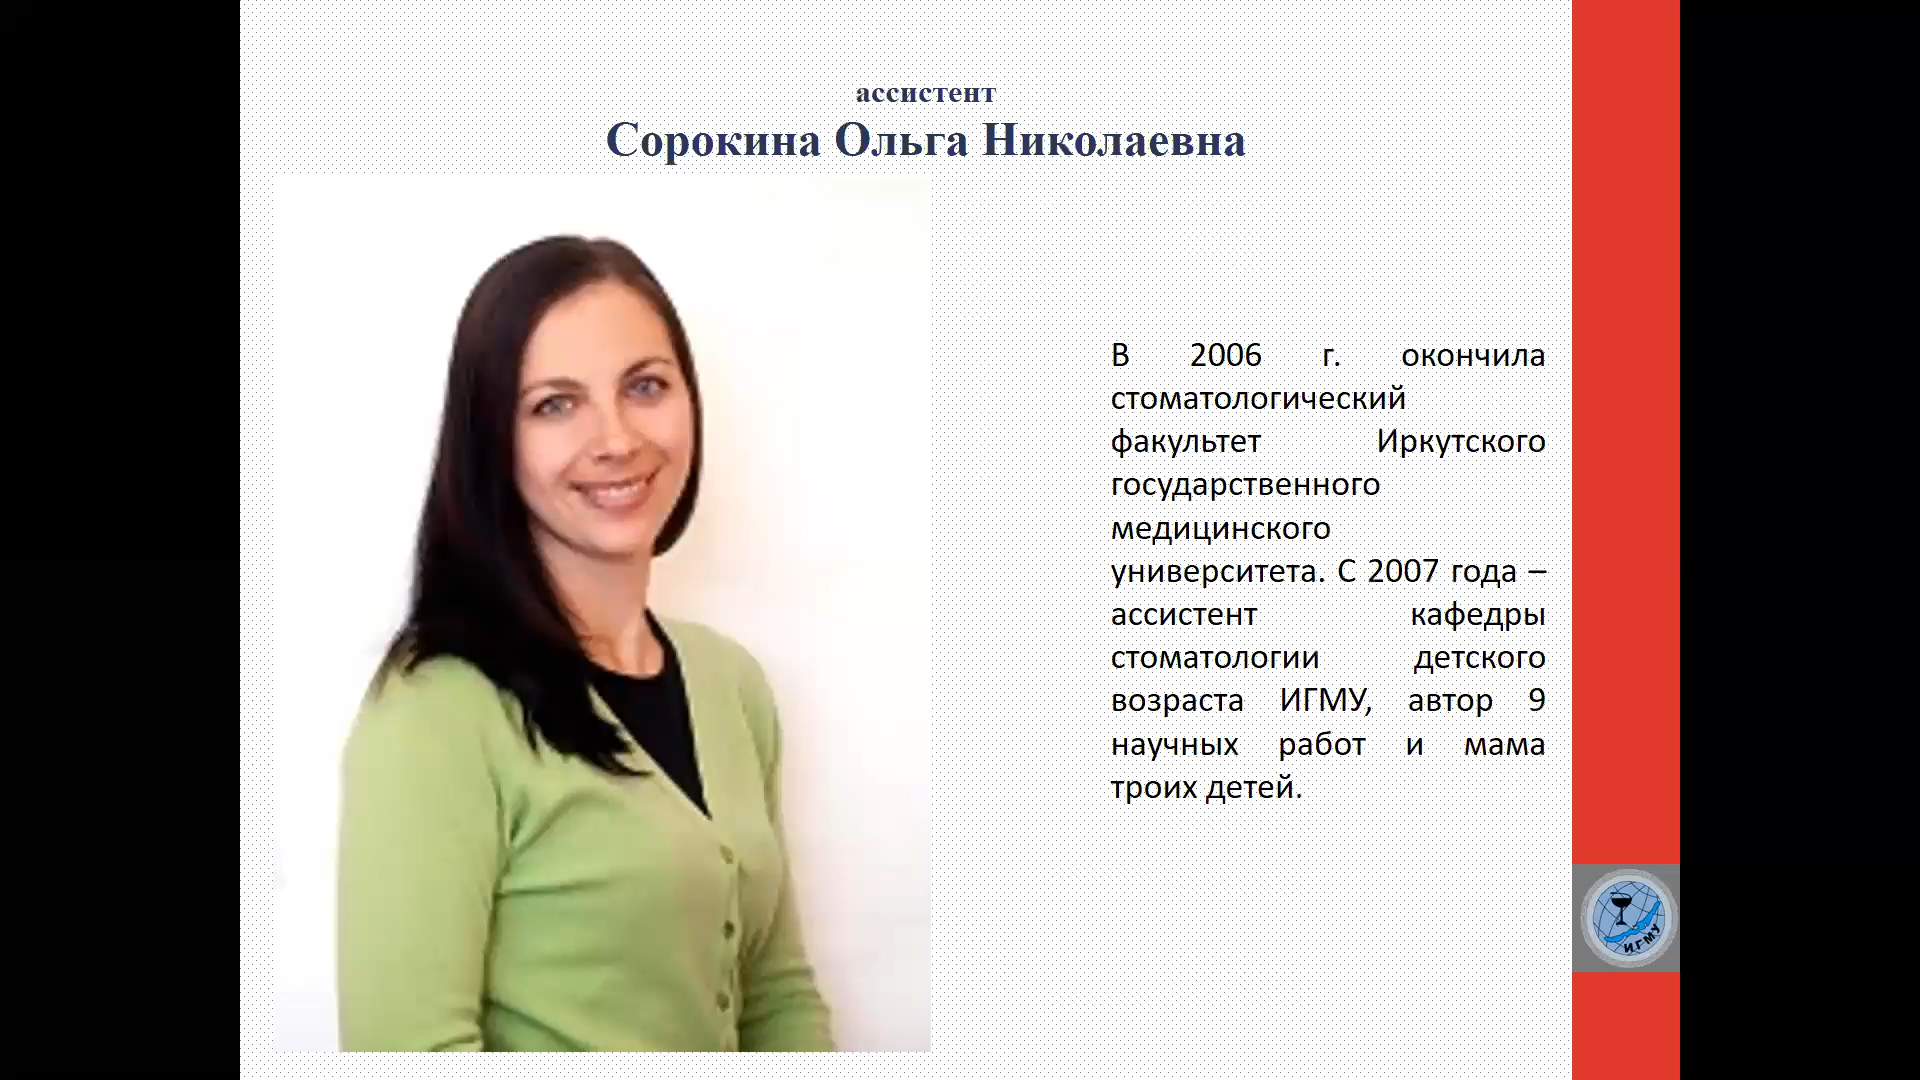 ассистент
Сорокина Ольга Николаевна
В 2006 г. окончила
стоматологический
факультет Иркутского
государственного
медицинского
университета. С 2007 года –
ассистент кафедры
стоматологии детского
возраста ИГМУ, автор 9
научных работ и мама
троих детей.
ИГМУ